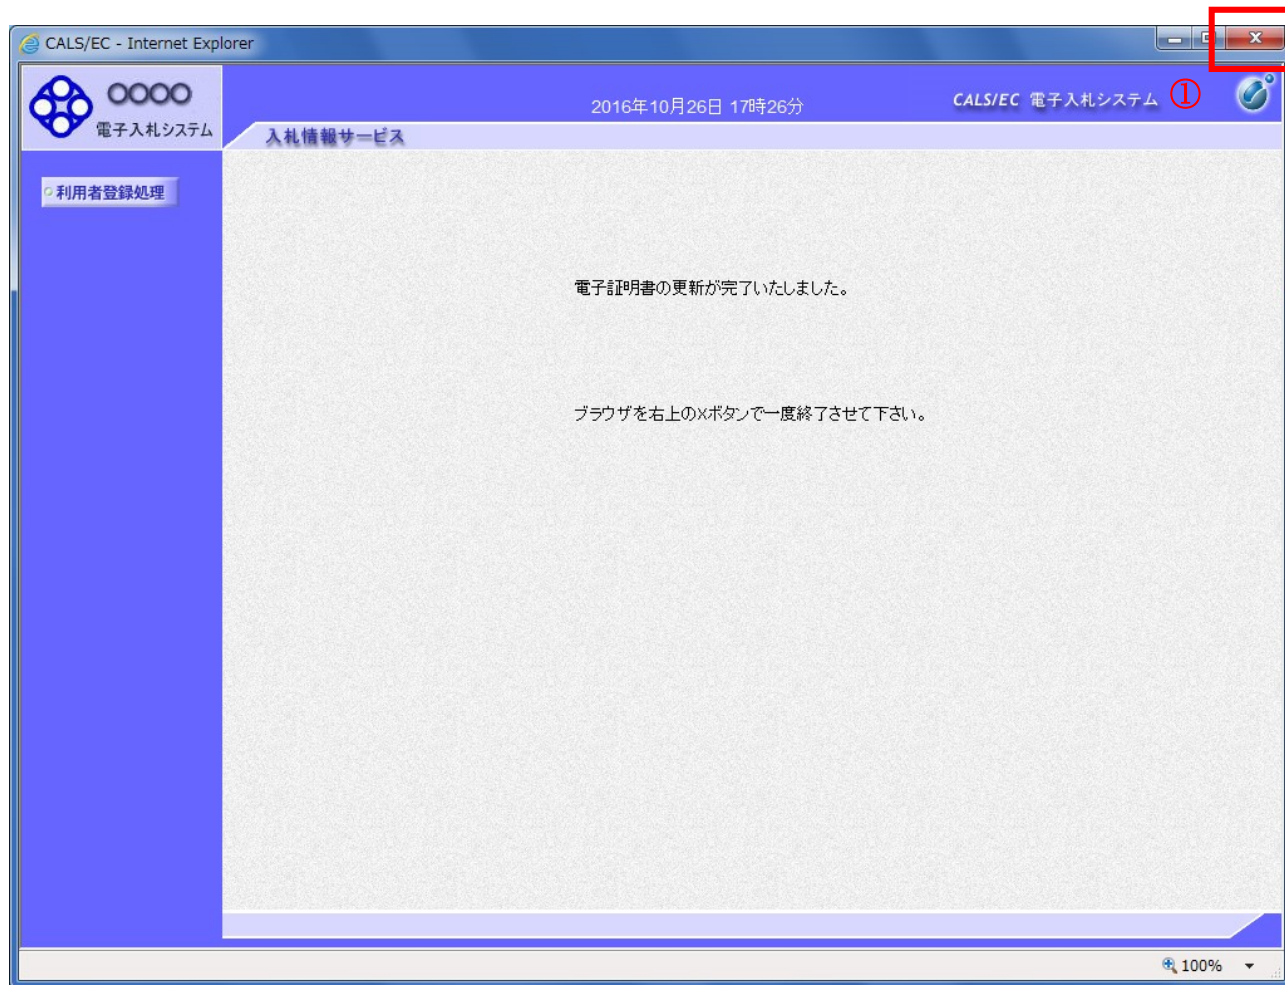 CALS/EC - Internet Explorer
〇〇〇〇
電子入札システム
2016年10月26日 17時26分
CALS/EC 電子入札システム ①
入札情報サービス
利用者登録処理
電子証明書の更新が完了いたしました。
ブラウザを右上の×ボタンで一度終了させて下さい。
100%